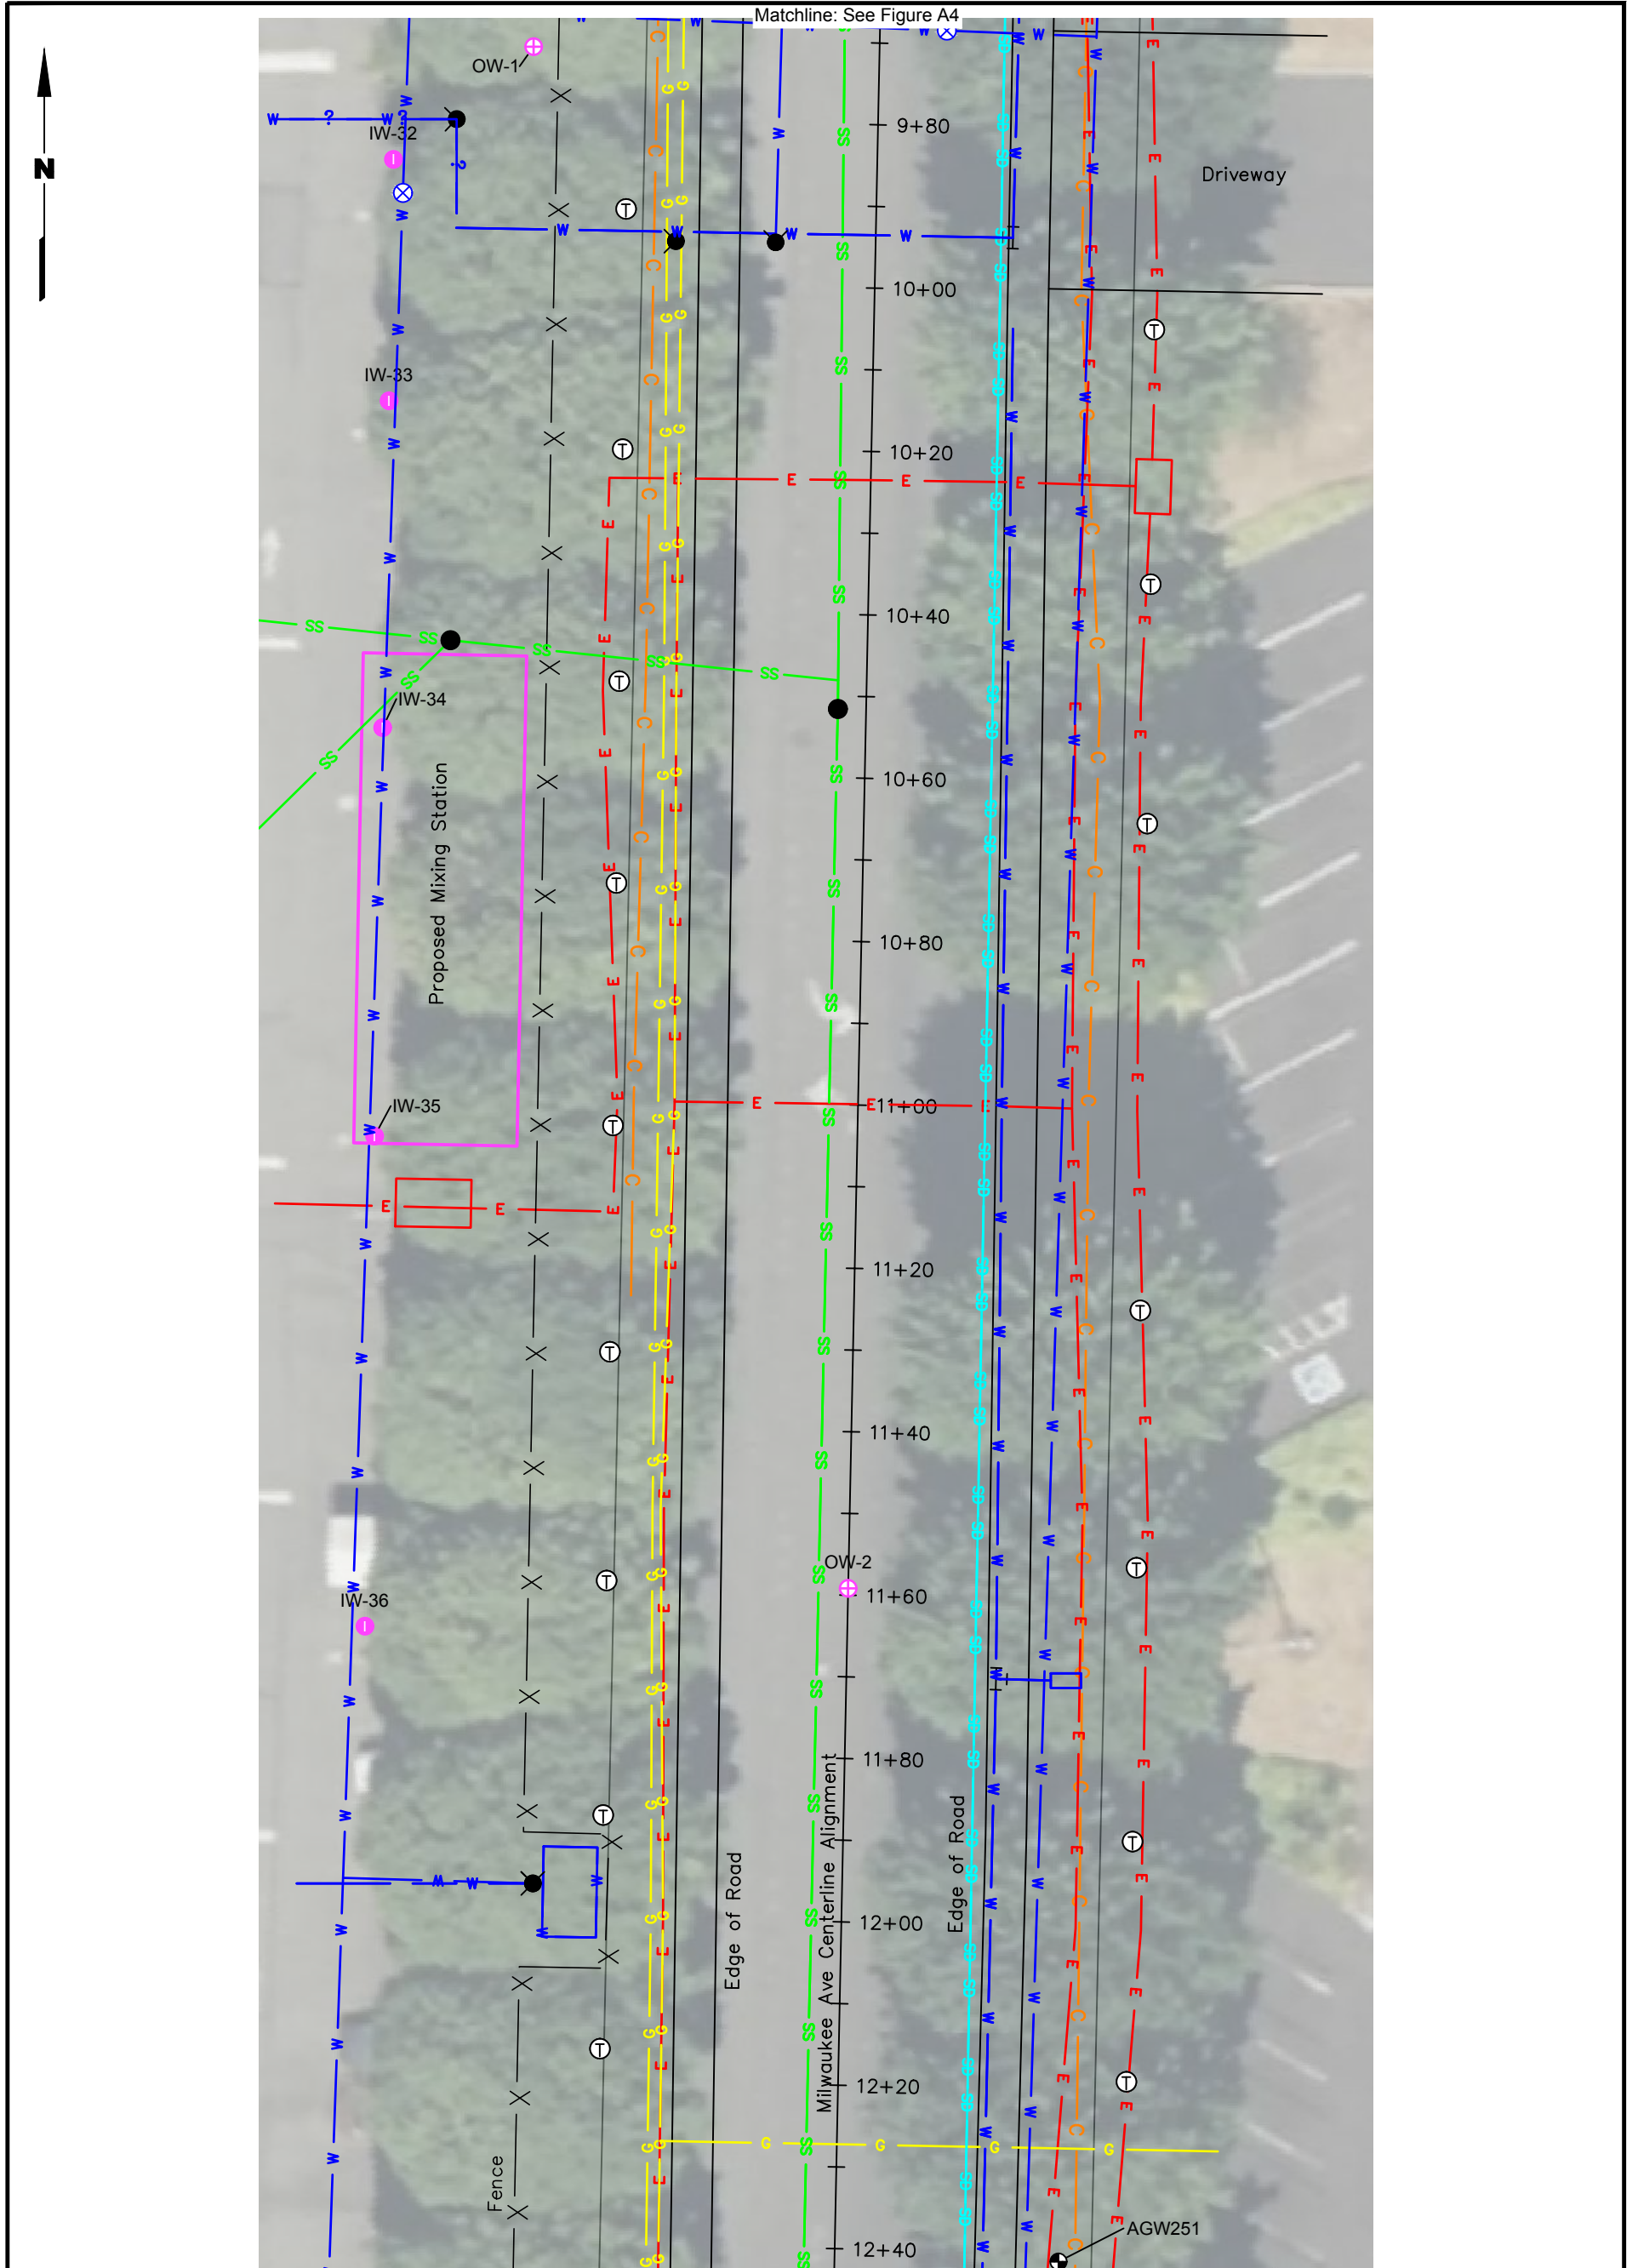 Matchline: See Figure A4
OW-1
9+80
IW-32
N
Driveway
10+00
IW-33
10+20
10+40
IW-34
10+60
Proposed Mixing Station
10+80
IW-35
11+00
11+20
11+40
OW-2
11+60
IW-36
11+80
Milwaukee Ave Centerline Alignment
Edge of Road
Edge of Road
12+00
12+20
Fence
AGW251
12+40